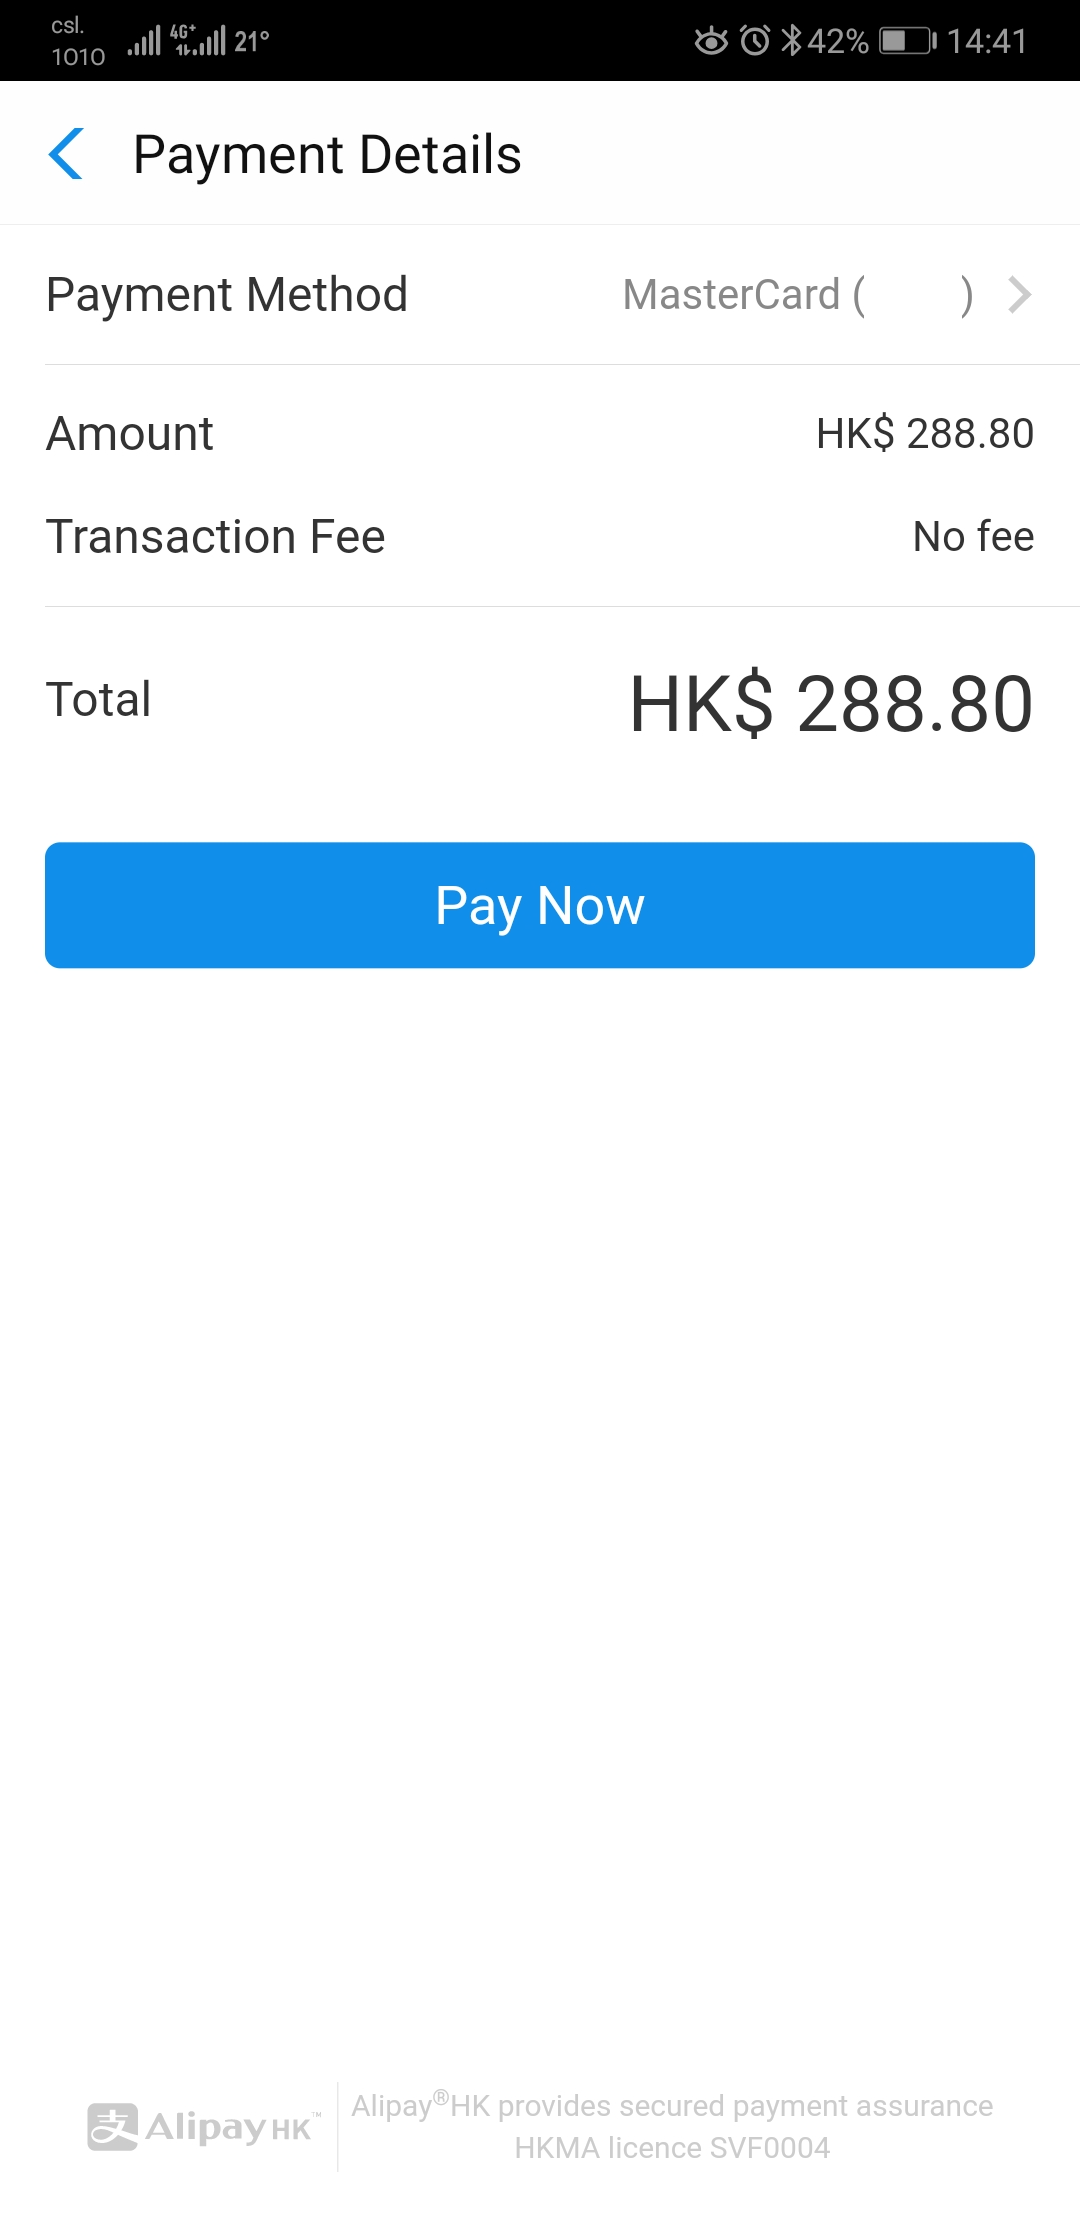 csl.
1010
4G+
21°
42%
14:41
Payment Details
Payment Method
MasterCard ( )
Amount
HK$ 288.80
Transaction Fee
No fee
Total
HK$ 288.80
Pay Now
支 Alipay HK™
Alipay®HK provides secured payment assurance
HKMA licence SVF0004